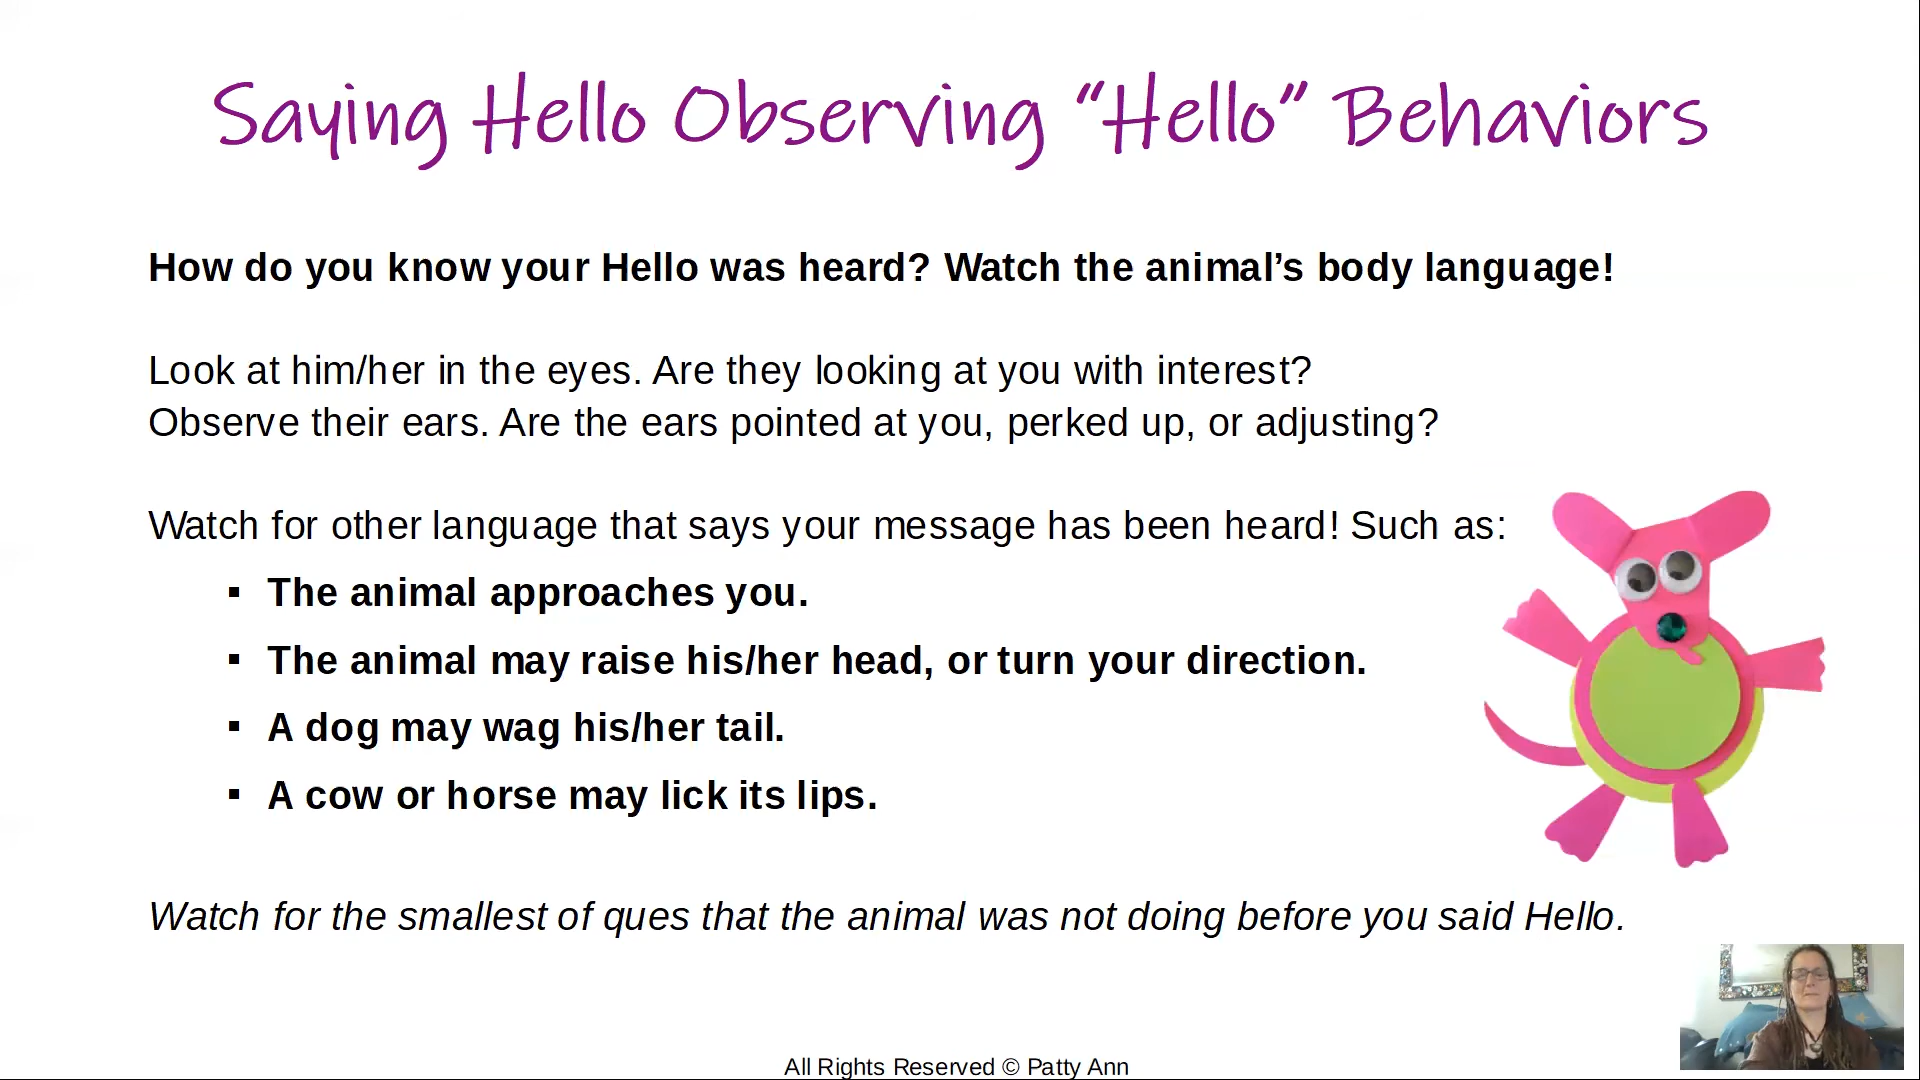 Saying Hello Observing “Hello” Behaviors
How do you know your Hello was heard? Watch the animal’s body language!
Look at him/her in the eyes. Are they looking at you with interest?
Observe their ears. Are the ears pointed at you, perked up, or adjusting?
Watch for other language that says your message has been heard! Such as:
▪ The animal approaches you.
▪ The animal may raise his/her head, or turn your direction.
▪ A dog may wag his/her tail.
▪ A cow or horse may lick its lips.
Watch for the smallest of ques that the animal was not doing before you said Hello.
All Rights Reserved © Patty Ann